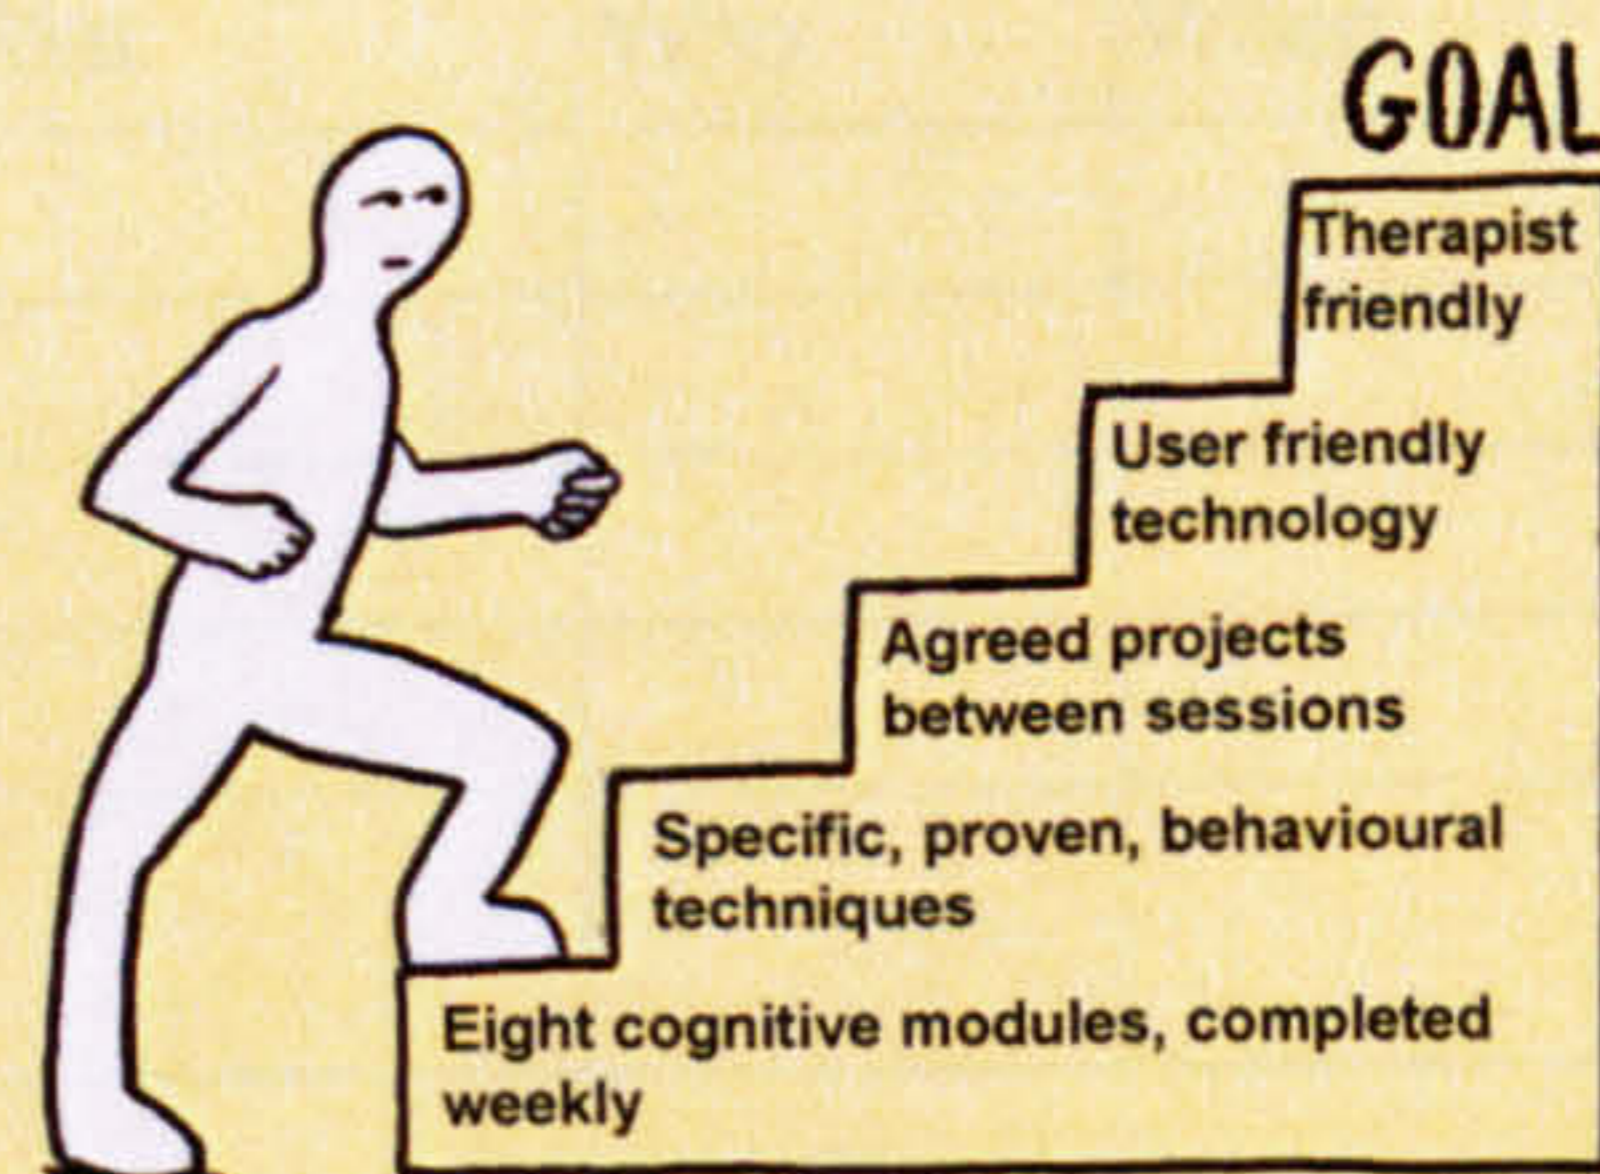 GOAL
Therapist
friendly
User friendly
technology
Agreed projects
between sessions
Specific, proven, behavioural
techniques
Eight cognitive modules, completed
weekly